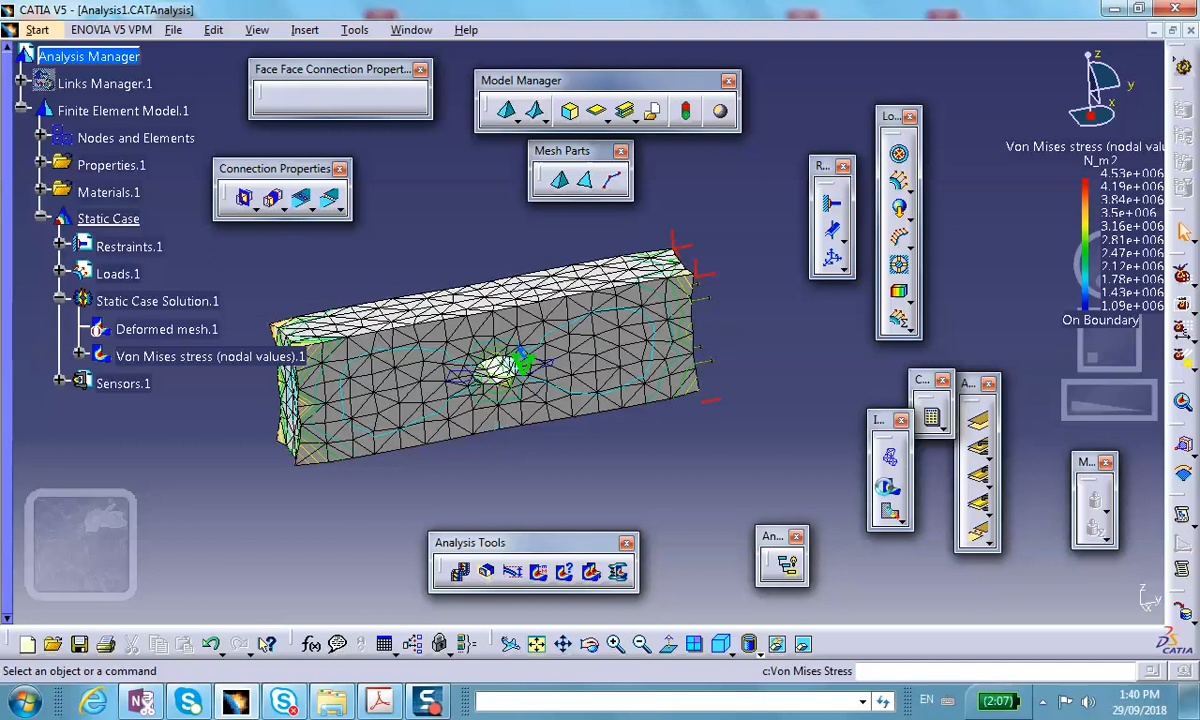 CATIA V5 - [Analysis1.CATAnalysis]
Start
ENOVIA V5 VPM
File
Edit
View
Insert
Tools
Window
Help
Analysis Manager
Links Manager.1
Finite Element Model.1
Nodes and Elements
Properties.1
Materials.1
Static Case
Restraints.1
Loads.1
Static Case Solution.1
Deformed mesh.1
Von Mises stress (nodal values).1
Sensors.1
Face Face Connection Propert...
Model Manager
Mesh Parts
Connection Properties
R...
Lo...
z
y
x
Von Mises stress (nodal valu
N_m2
4.53e+006
4.19e+006
3.84e+006
3.5e+006
3.16e+006
2.81e+006
2.47e+006
2.12e+006
1.78e+006
1.43e+006
1.09e+006
On Boundary
C...
A...
I...
M...
Analysis Tools
An...
z
y
x
f(x)
CATIA
Select an object or a command
c:Von Mises Stress
EN
(2:07)
1:40 PM
29/09/2018